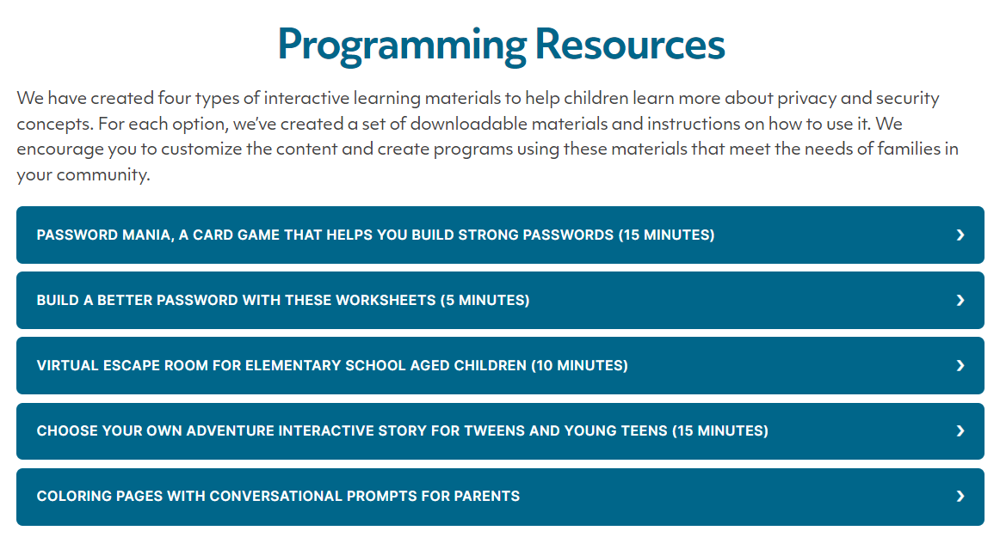 Programming Resources
We have created four types of interactive learning materials to help children learn more about privacy and security
concepts. For each option, we’ve created a set of downloadable materials and instructions on how to use it. We
encourage you to customize the content and create programs using these materials that meet the needs of families in
your community.
PASSWORD MANIA, A CARD GAME THAT HELPS YOU BUILD STRONG PASSWORDS (15 MINUTES)
BUILD A BETTER PASSWORD WITH THESE WORKSHEETS (5 MINUTES)
VIRTUAL ESCAPE ROOM FOR ELEMENTARY SCHOOL AGED CHILDREN (10 MINUTES)
CHOOSE YOUR OWN ADVENTURE INTERACTIVE STORY FOR TWEENS AND YOUNG TEENS (15 MINUTES)
COLORING PAGES WITH CONVERSATIONAL PROMPTS FOR PARENTS